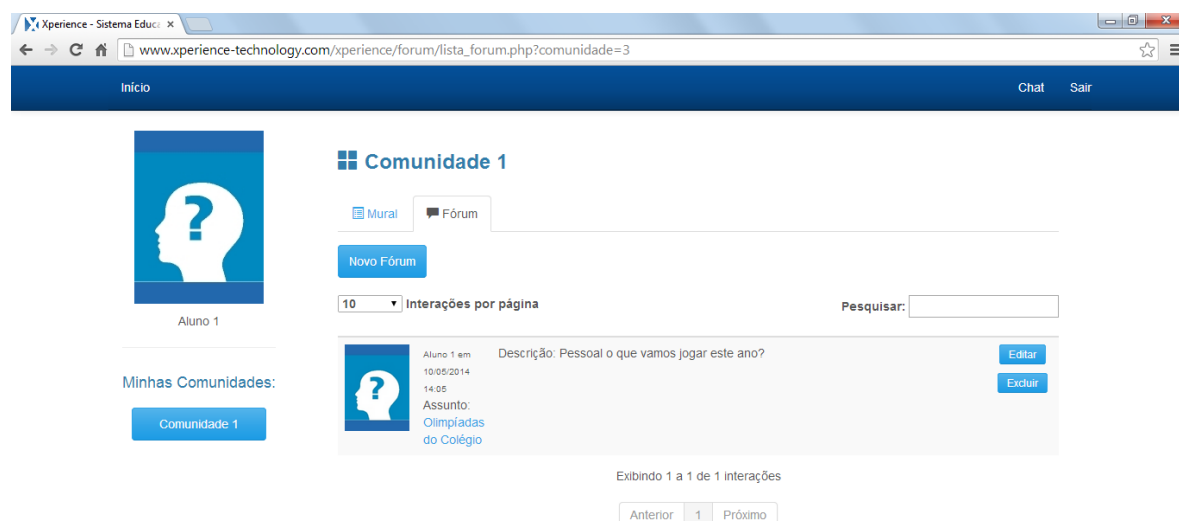 Xperience - Sistema Educa
www.xperience-technology.com/xperience/forum/lista_forum.php?comunidade=3
Início Chat Sair
Comunidade 1
Mural Fórum
Novo Fórum
10 Interações por página Pesquisar:
Aluno 1
Minhas Comunidades:
Comunidade 1
Aluno 1 em
10/05/2014
14:05
Assunto:
Olimpíadas
do Colégio
Descrição: Pessoal o que vamos jogar este ano?
Editar
Excluir
Exibindo 1 a 1 de 1 interações
Anterior 1 Próximo